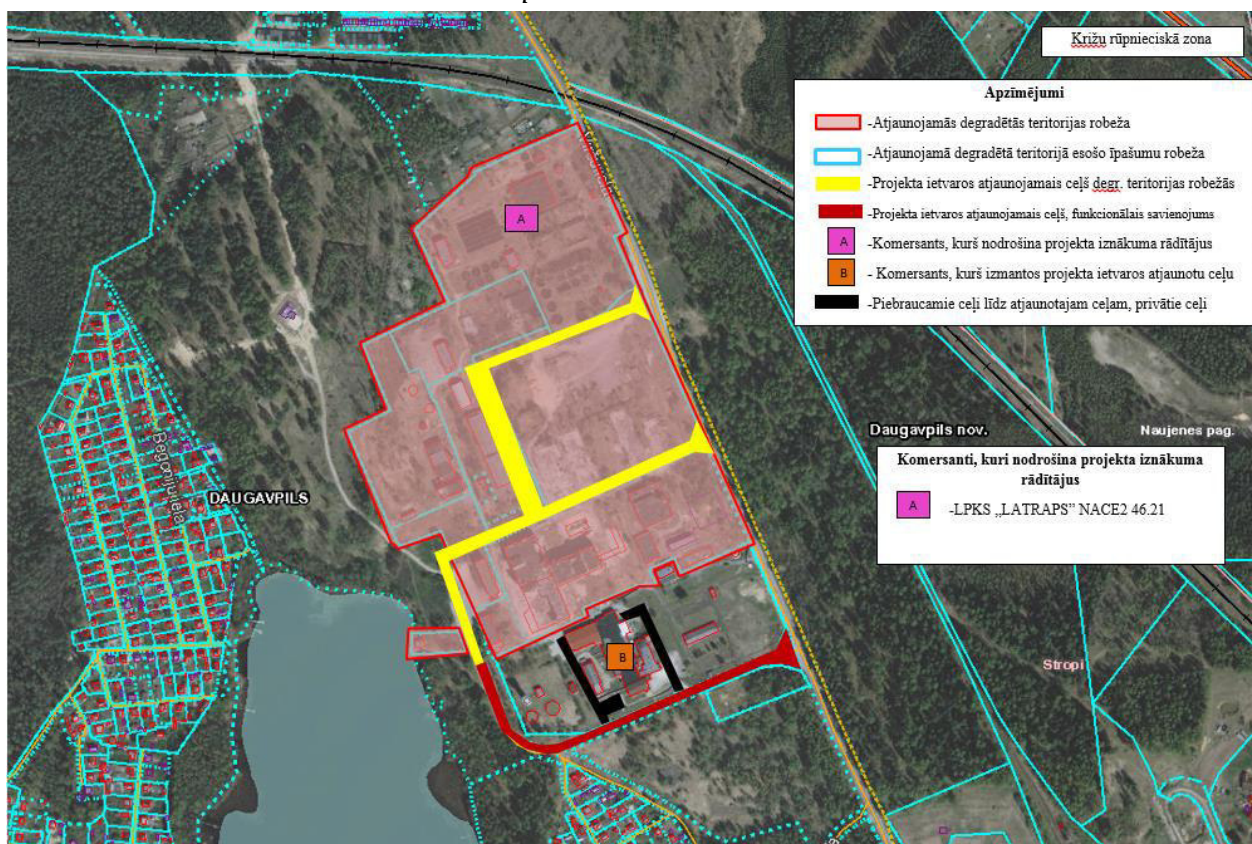 Križu rūpnieciskā zona
Apzīmējumi
-Atjaunojamās degradētās teritorijas robeža
-Atjaunojamā degradētā teritorijā esošo īpašumu robeža
-Projekta ietvaros atjaunojamais ceļš degr. teritorijas robežās
-Projekta ietvaros atjaunojamais ceļš, funkcionālais savienojums
A -Komersants, kurš nodrošina projekta iznākuma rādītājus
B - Komersants, kurš izmantos projekta ietvaros atjaunotu ceļu
-Piebraucamie ceļi līdz atjaunotajam ceļam, privātie ceļi
A
Daugavpils nov.
Naujenes pag.
Komersanti, kuri nodrošina projekta iznākuma
rādītājus
A -LPKS „LATRAPS” NACE2 46.21
Begoniju iela
DAUGAVPILS
B
Stropi